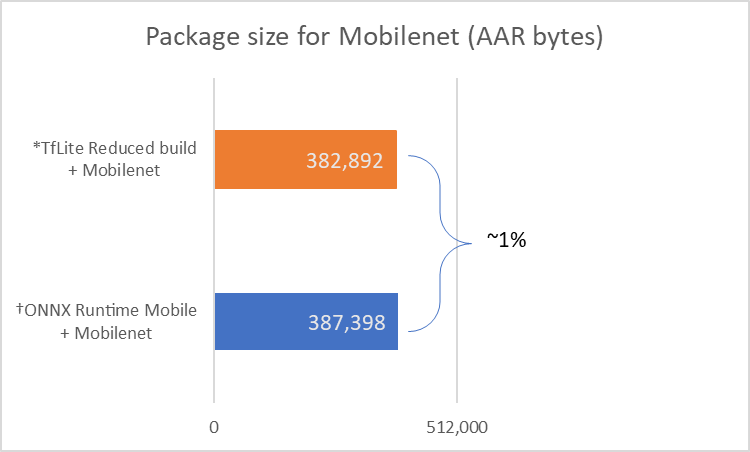 Package size for Mobilenet (AAR bytes)
*TfLite Reduced build
+ Mobilenet
382,892
~1%
†ONNX Runtime Mobile
+ Mobilenet
387,398
0
512,000